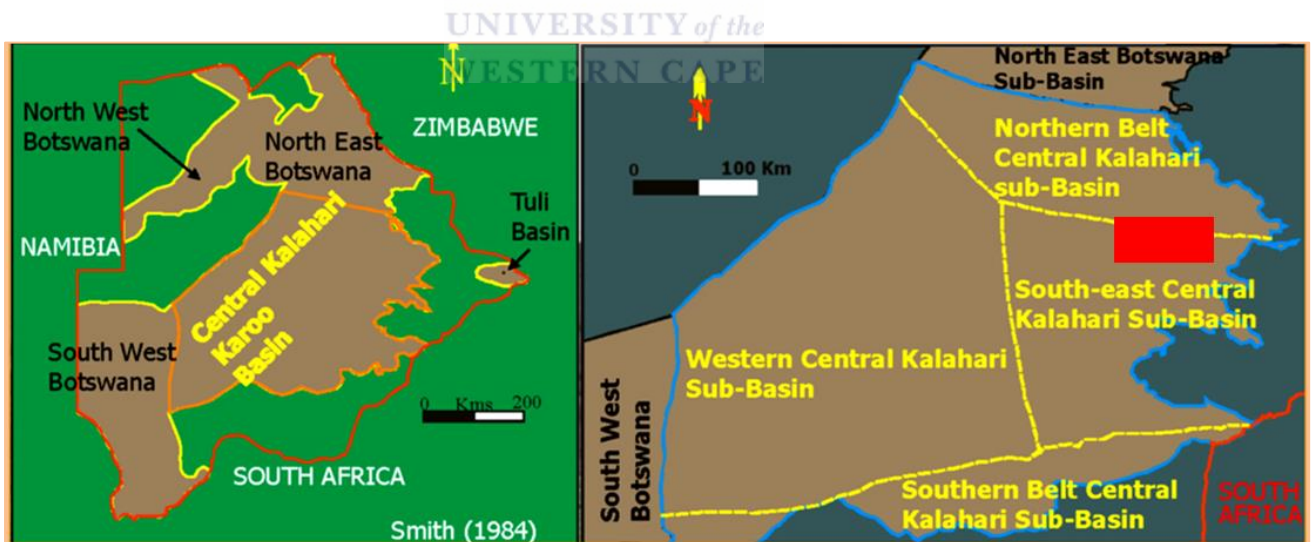 UNIVERSITY of the
WESTERN CAPE
N
North West
Botswana
North East
Botswana
ZIMBABWE
Tuli
Basin
NAMIBIA
Central Kalahari
Karoo
Basin
South West
Botswana
0 Kms 200
SOUTH AFRICA
Smith (1984)
North East Botswana
Sub-Basin
N
0 100 Km
Northern Belt
Central Kalahari
sub-Basin
South-east Central
Kalahari Sub-Basin
Western Central Kalahari
Sub-Basin
South West
Botswana
Southern Belt Central
Kalahari Sub-Basin
SOUTH
AFRICA